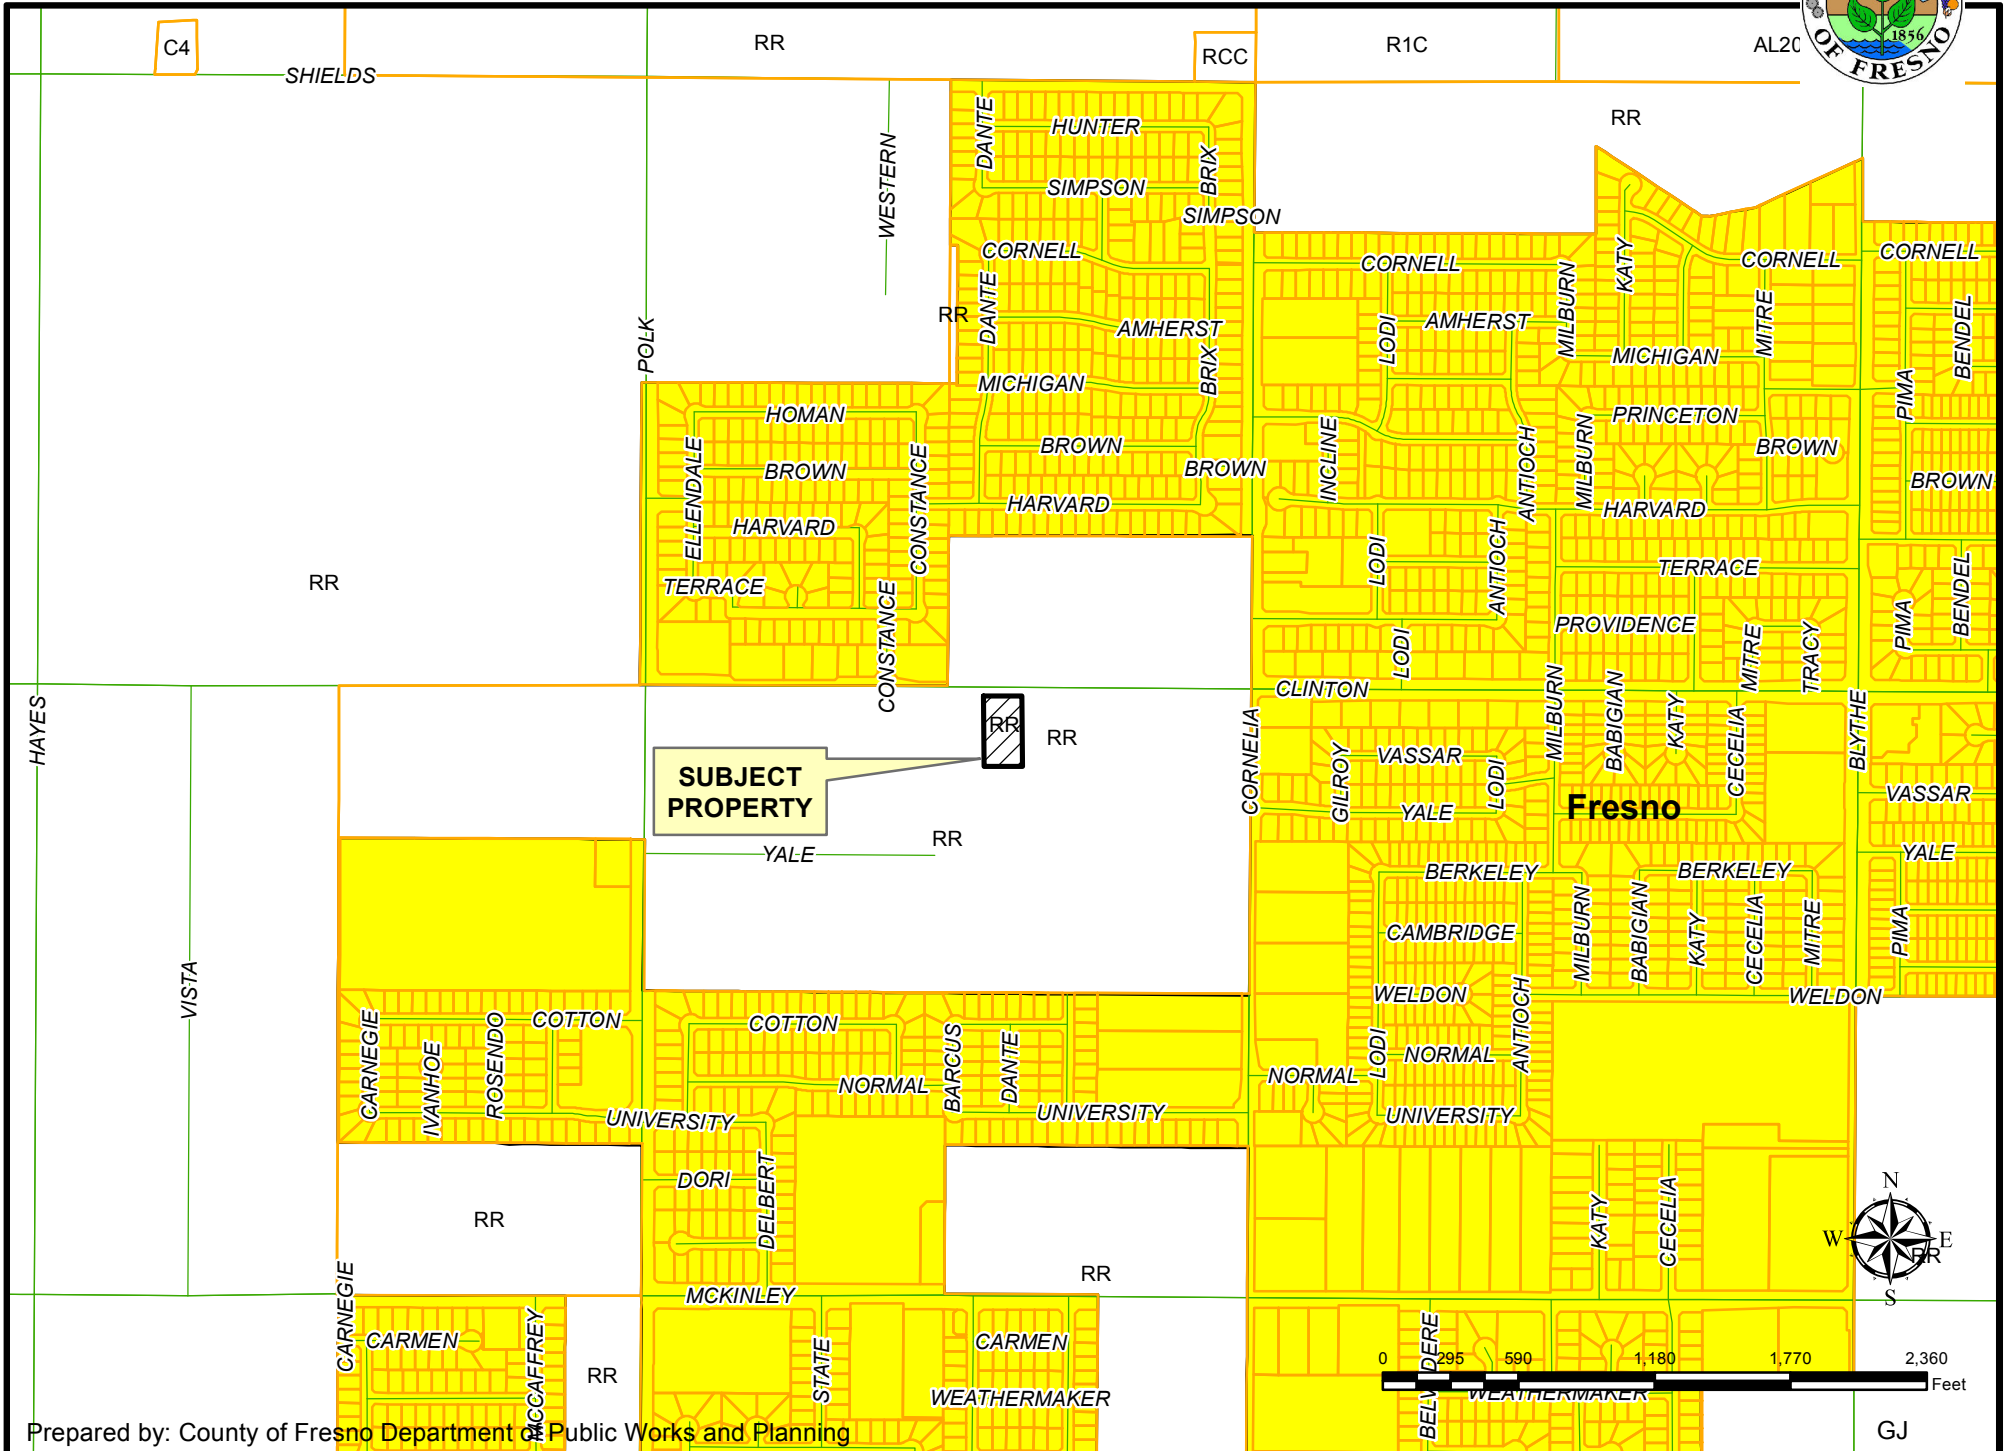 C4
RR
RCC
R1C
AL20
1856
OF FRESNO
SHIELDS
RR
DANTE
HUNTER
WESTERN
SIMPSON
BRIX
SIMPSON
CORNELL
CORNELL
KATY
CORNELL
CORNELL
POLK
RR
DANTE
AMHERST
LODI
AMHERST
MILBURN
MITRE
BENDEL
MICHIGAN
BRIX
MICHIGAN
PIMA
HOMAN
PRINCETON
BROWN
BROWN
BROWN
ELLENDALE
CONSTANCE
BROWN
INCLINE
ANTIOCH
MILBURN
BROWN
HARVARD
HARVARD
HARVARD
TERRACE
LODI
ANTIOCH
TERRACE
RR
CONSTANCE
PROVIDENCE
PIMA
BENDEL
LODI
MITRE
TRACY
CLINTON
HAYES
RR
RR
CORNELIA
MILBURN
BABIGIAN
KATY
CECELIA
BLYTHE
SUBJECT
PROPERTY
GILROY
VASSAR
LODI
VASSAR
YALE
Fresno
RR
YALE
YALE
BERKELEY
BERKELEY
CAMBRIDGE
MILBURN
BABIGIAN
KATY
CECELIA
MITRE
PIMA
VISTA
WELDON
WELDON
CARNEGIE
IVANHOE
ROSENDO
COTTON
COTTON
BARCUS
DANTE
LODI
NORMAL
ANTIOCH
NORMAL
NORMAL
UNIVERSITY
UNIVERSITY
UNIVERSITY
DORI
DELBERT
RR
KATY
CECELIA
N
W
E
S
RR
RR
MCKINLEY
CARNEGIE
CARMEN
MCCAFFREY
RR
STATE
CARMEN
WEATHERMAKER
BELVEDERE
WEATHERMAKER
0 295 590 1,180 1,770 2,360
Feet
Prepared by: County of Fresno Department of Public Works and Planning
GJ